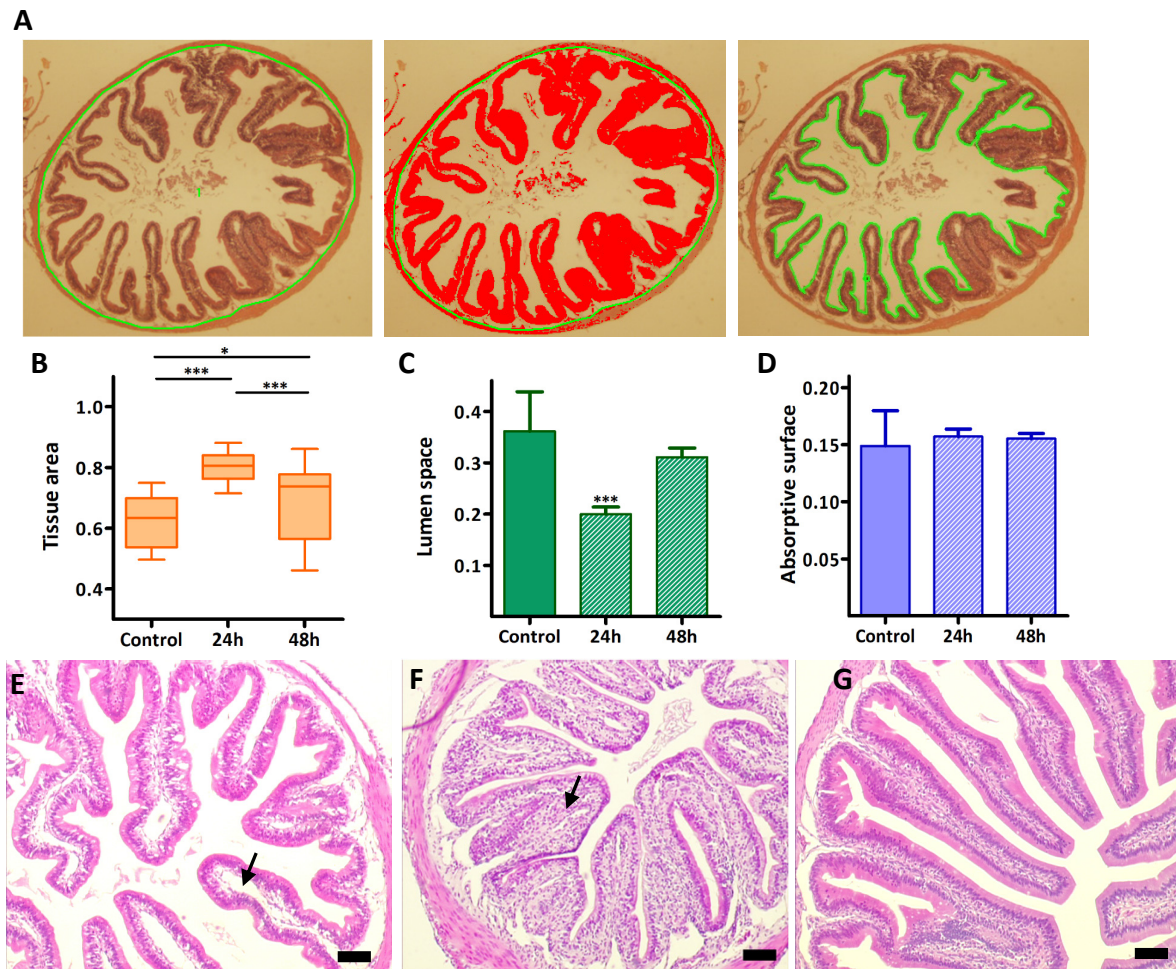 A
B
*
***
***
Tissue area
1.0
0.8
0.6
0.4
Control
24h
48h
C
Lumen space
0.4
0.3
0.2
0.1
***
Control
24h
48h
D
Absorptive surface
0.20
0.15
0.10
0.05
Control
24h
48h
E
F
G